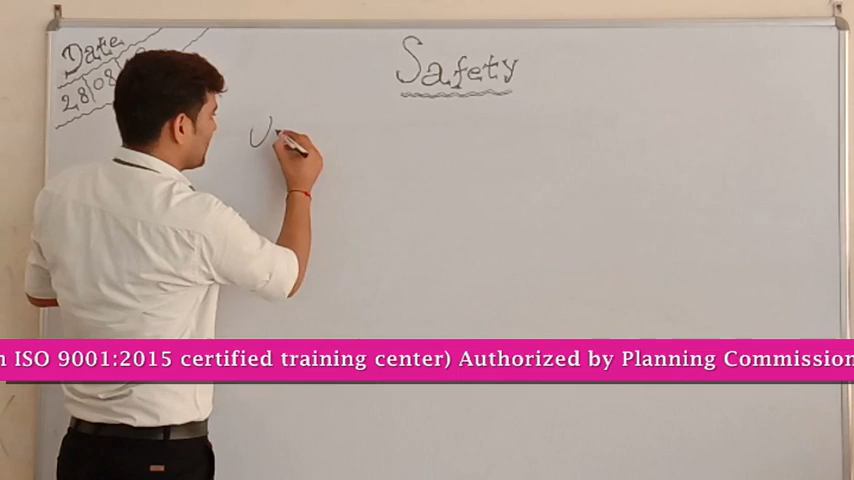 Date
28/08/
Safety
ISO 9001:2015 certified training center) Authorized by Planning Commission